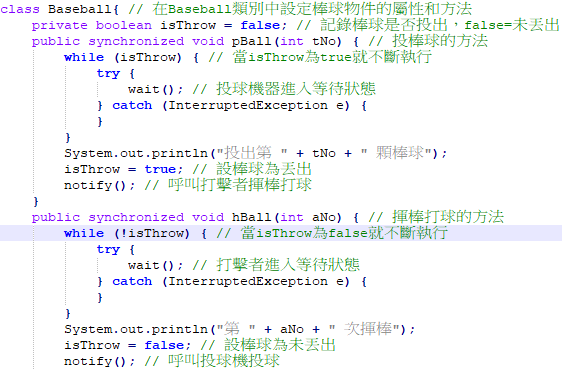 class Baseball{ // 在Baseball類別中設定棒球物件的屬性和方法
    private boolean isThrow = false; // 記錄棒球是否投出，false=未丟出
    public synchronized void pBall(int tNo) { // 投棒球的方法
        while (isThrow) { // 當isThrow為true就不斷執行
            try {
                wait(); // 投球機器進入等待狀態
            } catch (InterruptedException e) {
            }
        }
        System.out.println("投出第 " + tNo + " 顆棒球");
        isThrow = true; // 設棒球為丟出
        notify(); // 呼叫打擊者揮棒打球
    }
    public synchronized void hBall(int aNo) { // 揮棒打球的方法
        while (!isThrow) { // 當isThrow為false就不斷執行
            try {
                wait(); // 打擊者進入等待狀態
            } catch (InterruptedException e) {
            }
        }
        System.out.println("第 " + aNo + " 次揮棒");
        isThrow = false; // 設棒球為未丟出
        notify(); // 呼叫投球機投球